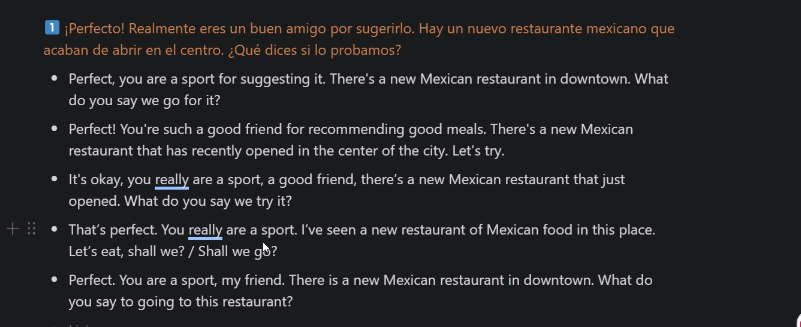 1 ¡Perfecto! Realmente eres un buen amigo por sugerirlo. Hay un nuevo restaurante mexicano que
acaban de abrir en el centro. ¿Qué dices si lo probamos?
• Perfect, you are a sport for suggesting it. There's a new Mexican restaurant in downtown. What
do you say we go for it?
• Perfect! You're such a good friend for recommending good meals. There's a new Mexican
restaurant that has recently opened in the center of the city. Let's try.
• It's okay, you really are a sport, a good friend, there's a new Mexican restaurant that just
opened. What do you say we try it?
• That's perfect. You really are a sport. I've seen a new restaurant of Mexican food in this place.
Let's eat, shall we? / Shall we go?
• Perfect. You are a sport, my friend. There is a new Mexican restaurant in downtown. What do
you say to going to this restaurant?